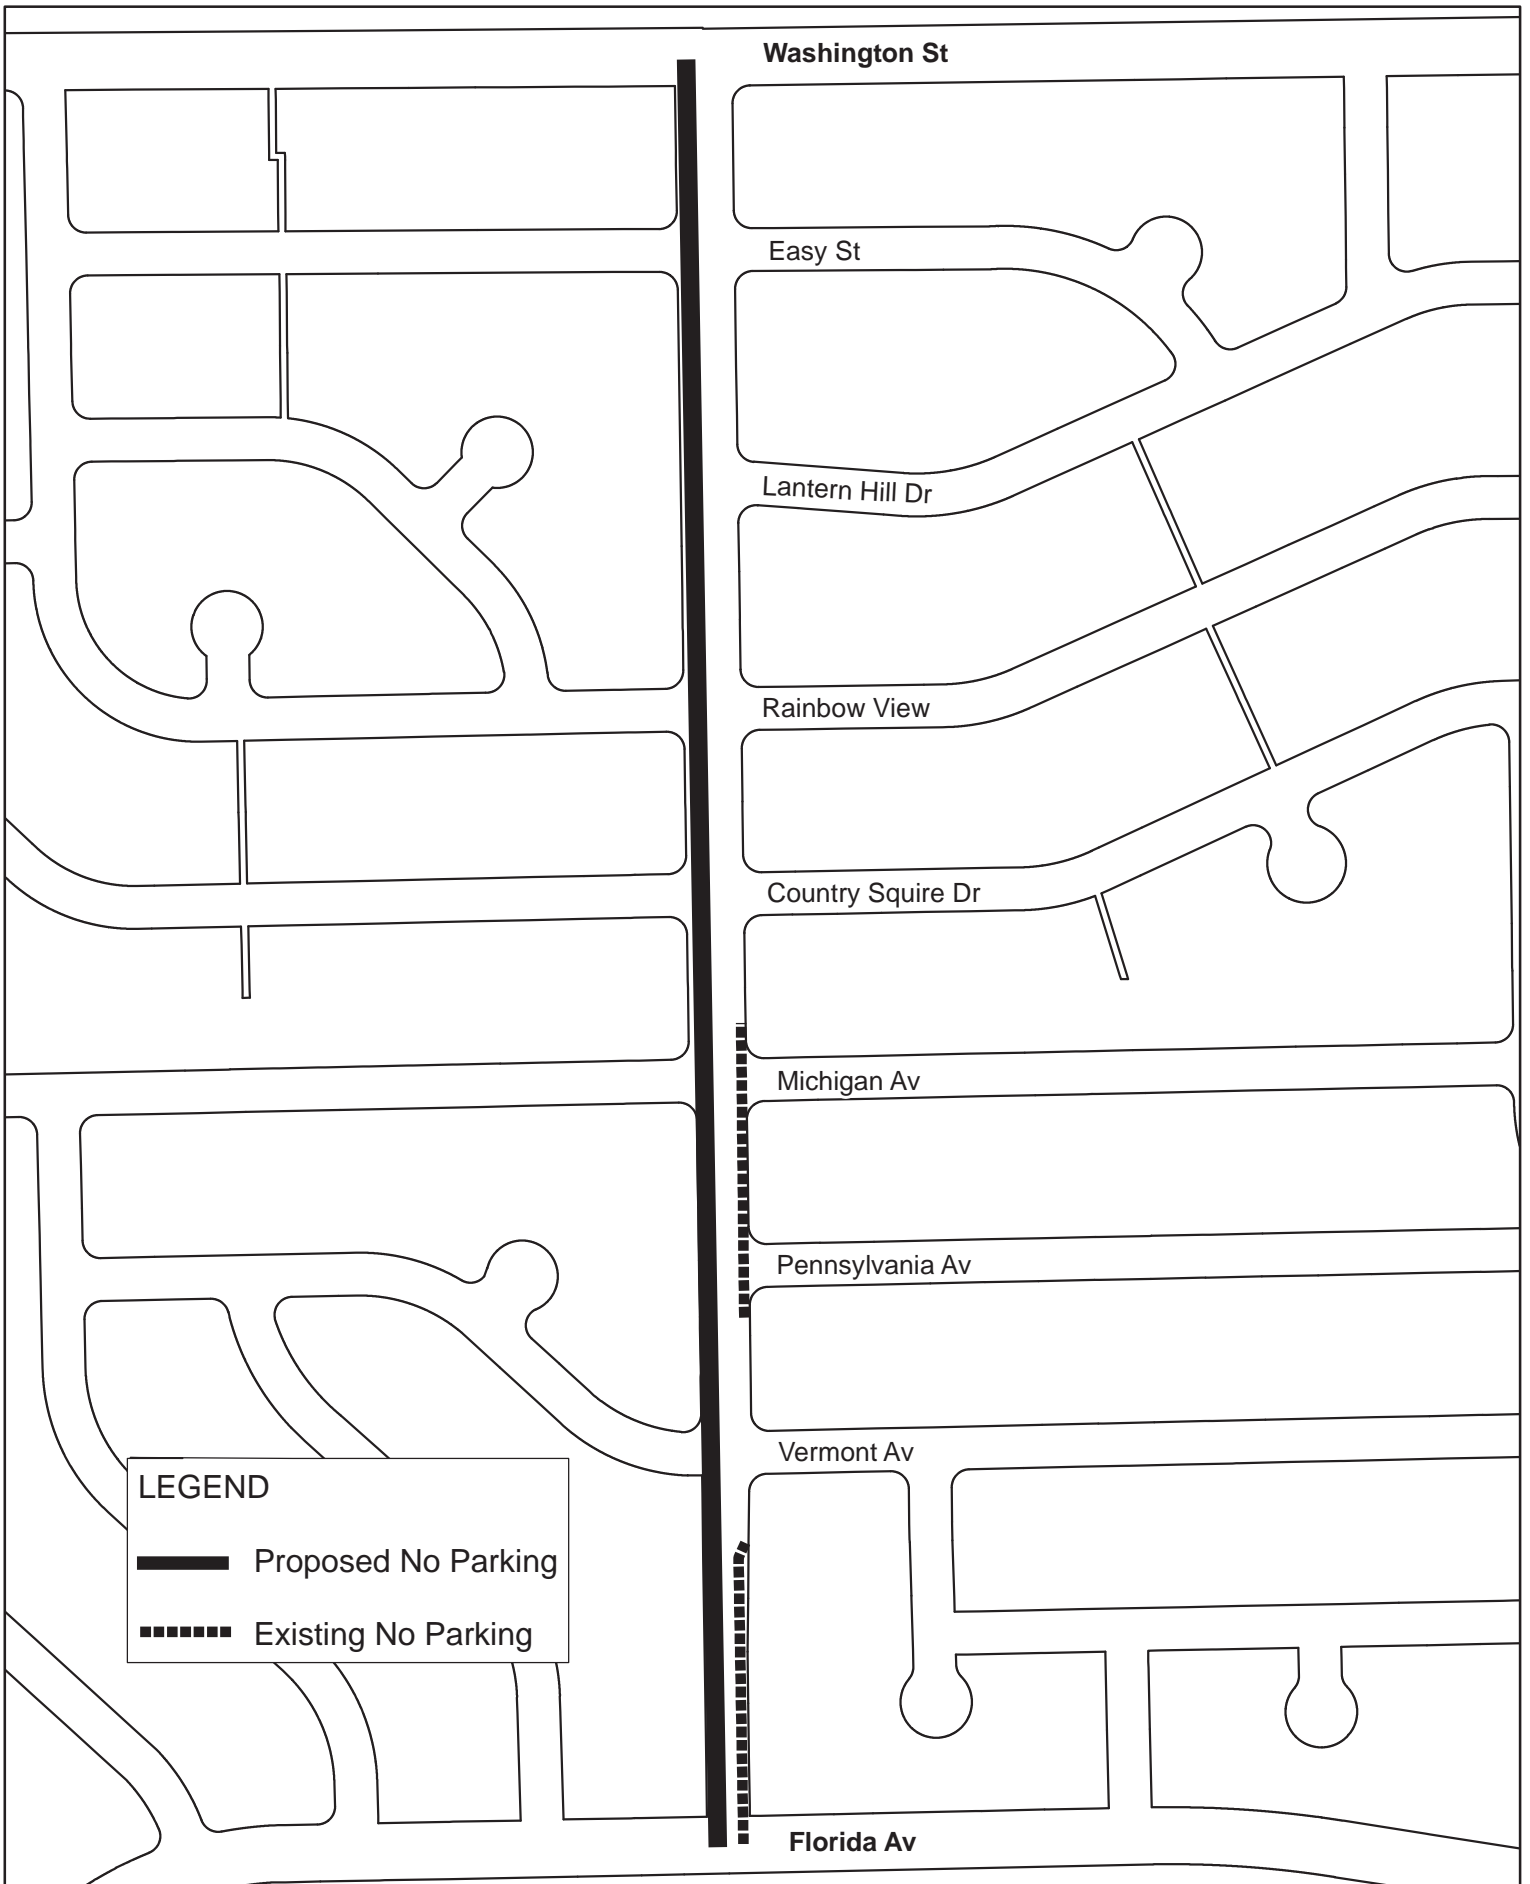 Washington St
Easy St
Lantern Hill Dr
Rainbow View
Country Squire Dr
Michigan Av
Pennsylvania Av
Vermont Av
LEGEND
Proposed No Parking
Existing No Parking
Florida Av